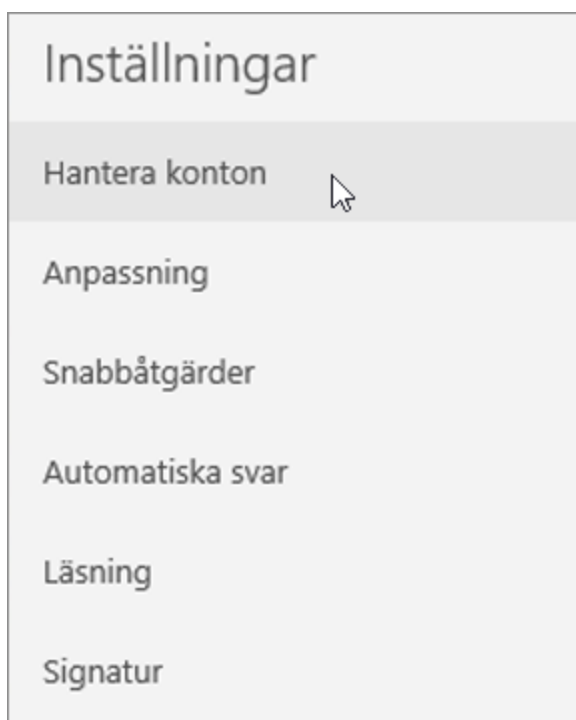 Inställningar
Hantera konton
Anpassning
Snabbåtgärder
Automatiska svar
Läsning
Signatur